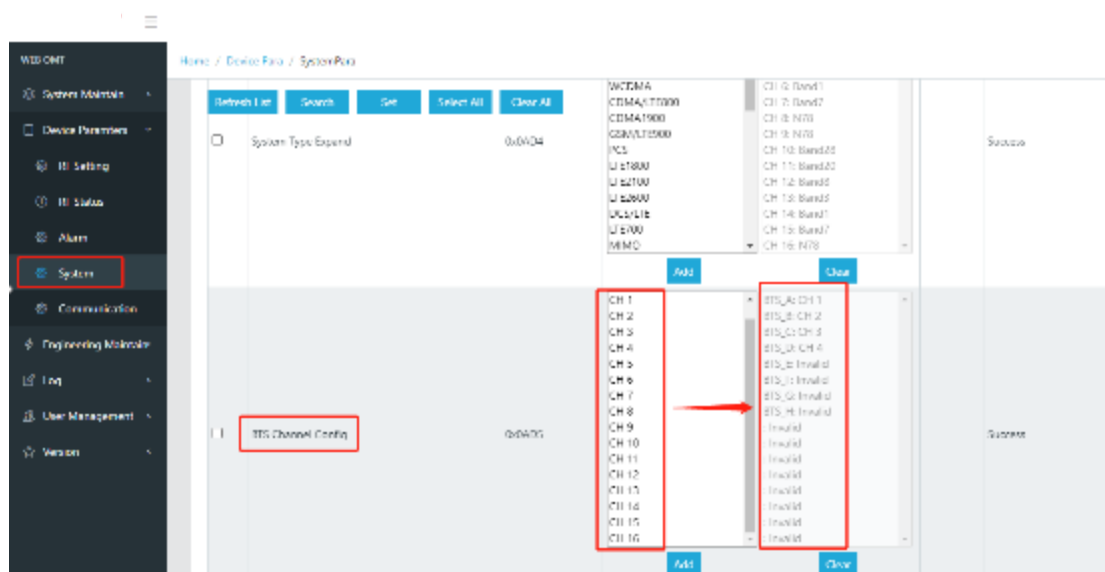 WEB OMT
Home / Device Para / SystemPara
System Maintain
Device Paramters
RF Setting
RF Status
Alarm
System
Communication
Engineering Maintain
Log
User Management
Version
Refresh List Search Set Select All Clear All
System Type Expand
0x0AD4
WCDMA
CDMA/LTE800
CDMA1900
GSM/LTE900
PCS
LTE1800
LTE2100
LTE2600
DCS/LTE
LTE700
MIMO
CH 6: Band1
CH 7: Band7
CH 8: N78
CH 9: N78
CH 10: Band28
CH 11: Band20
CH 12: Band8
CH 13: Band3
CH 14: Band1
CH 15: Band7
CH 16: N78
Success
Add Clear
BTS Channel Config
0x0AD5
CH 1
CH 2
CH 3
CH 4
CH 5
CH 6
CH 7
CH 8
CH 9
CH 10
CH 11
CH 12
CH 13
CH 14
CH 15
CH 16
BTS_A: CH 1
BTS_B: CH 2
BTS_C: CH 3
BTS_D: CH 4
BTS_E: Invalid
BTS_F: Invalid
BTS_G: Invalid
BTS_H: Invalid
: Invalid
: Invalid
: Invalid
: Invalid
: Invalid
: Invalid
: Invalid
: Invalid
Success
Add Clear